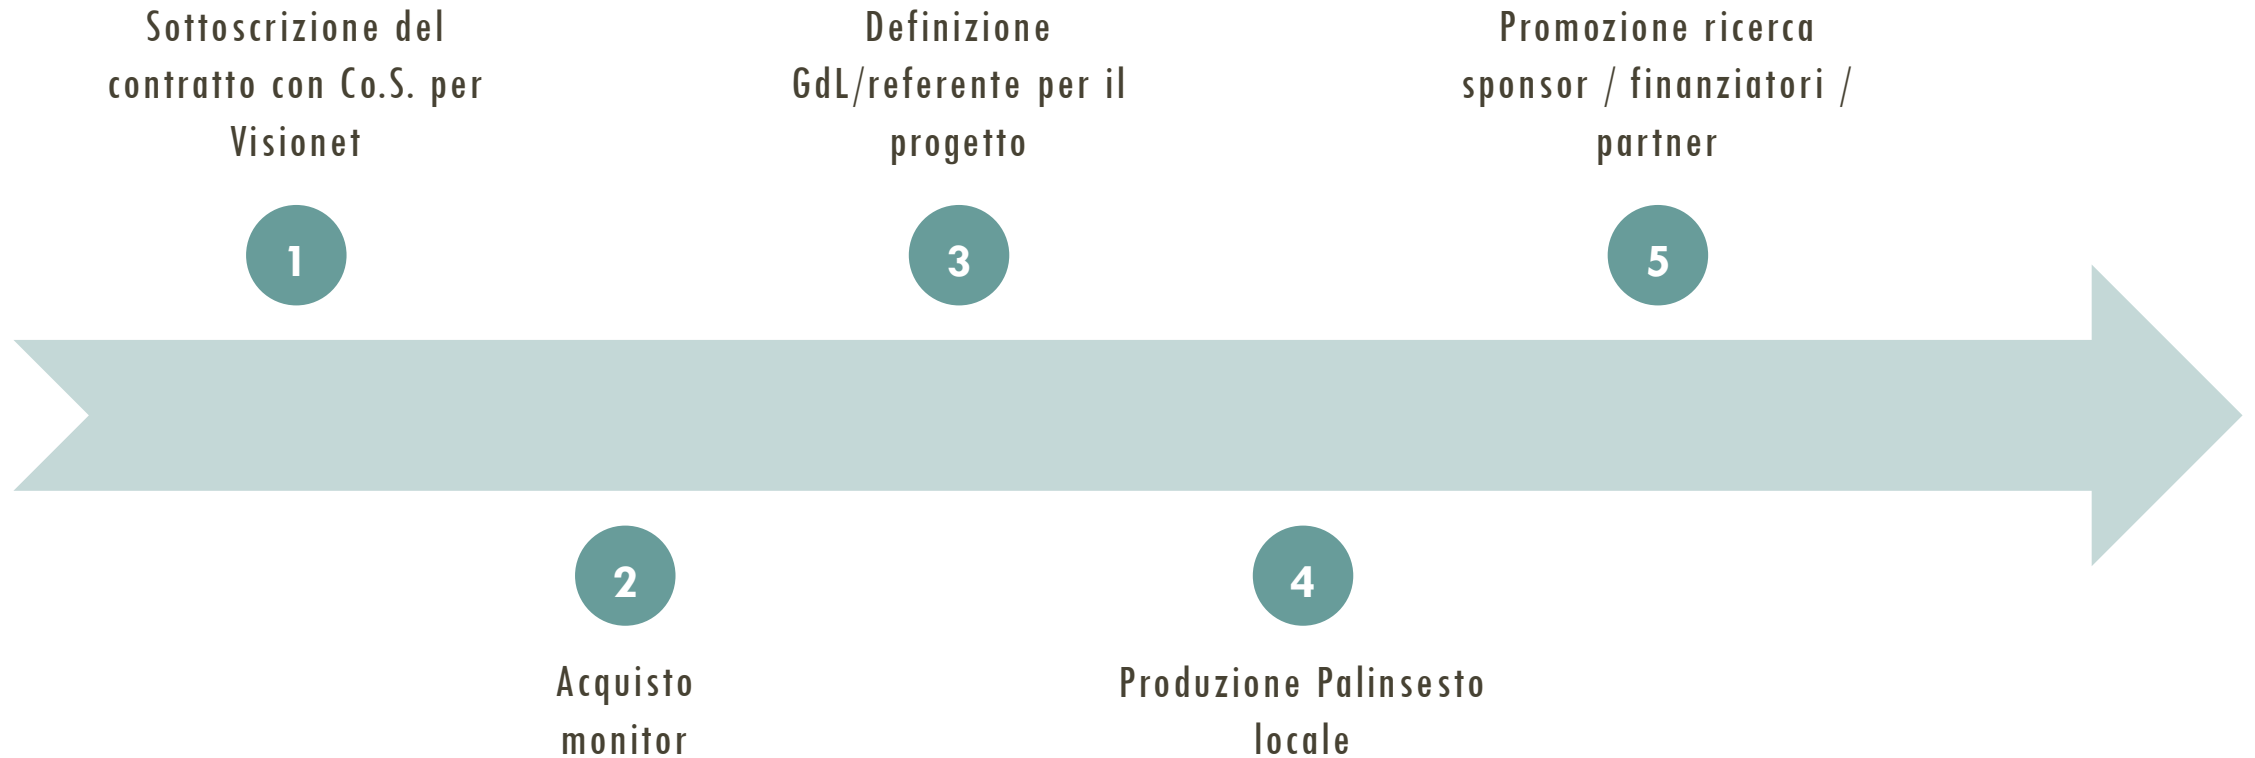 Sottoscrizione del
contratto con Co.S. per
Visionet
1
2
Acquisto
monitor
Definizione
GdL/referente per il
progetto
3
4
Produzione Palinsesto
locale
Promozione ricerca
sponsor / finanziatori /
partner
5